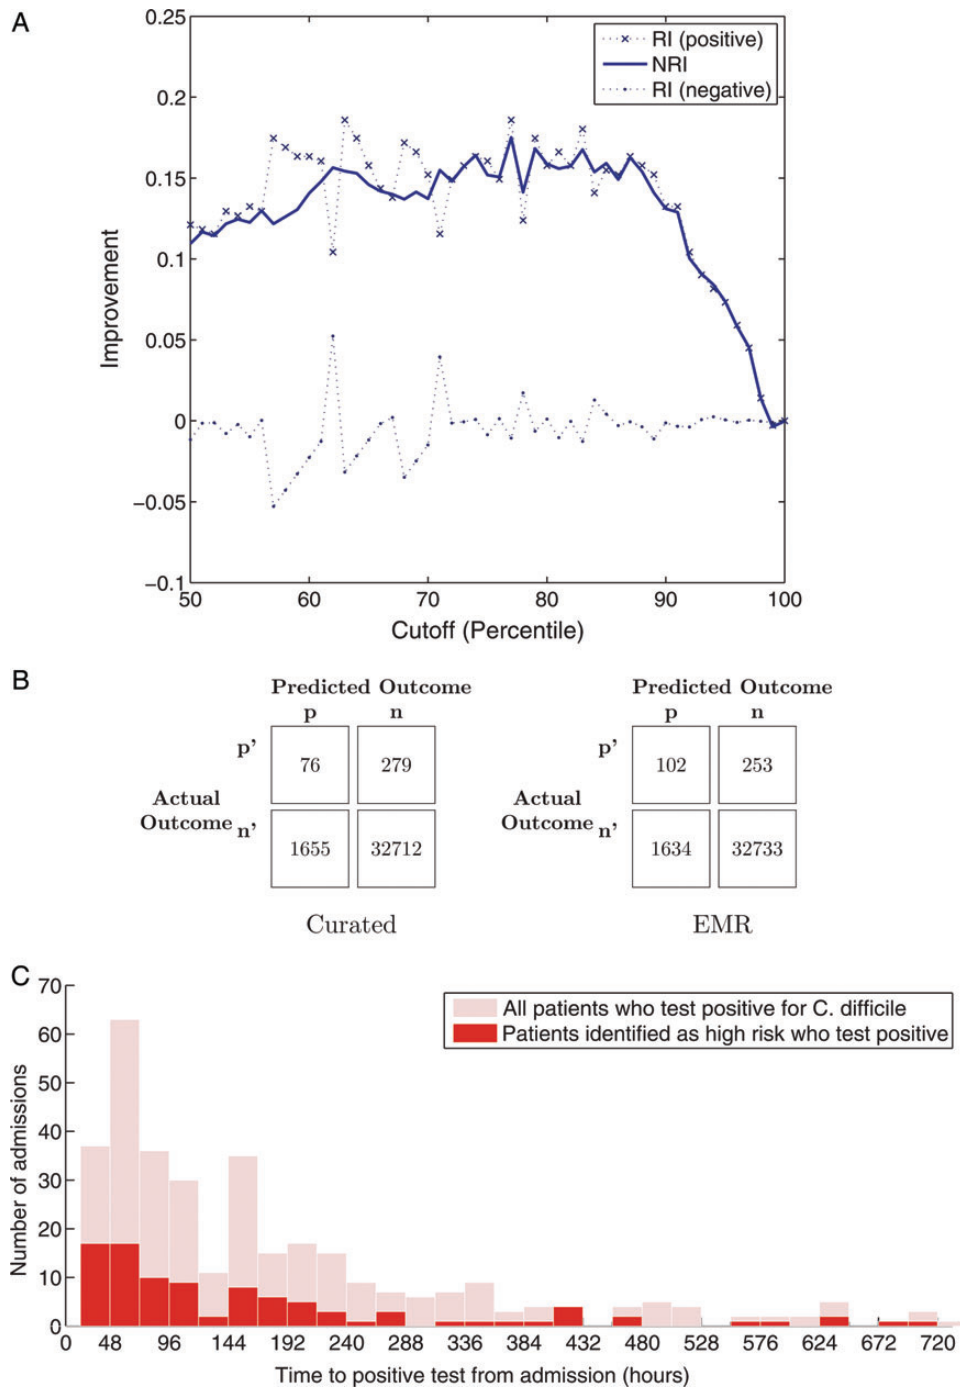 A
0.25
0.2
0.15
0.1
0.05
0
−0.05
−0.1
Improvement
RI (positive)
NRI
RI (negative)
50 60 70 80 90 100
Cutoff (Percentile)
B
Predicted Outcome
p n
p'
76 279
Actual
Outcome
n'
1655 32712
Curated
Predicted Outcome
p n
p'
102 253
Actual
Outcome
n'
1634 32733
EMR
C
70
60
50
40
30
20
10
0
Number of admissions
All patients who test positive for C. difficile
Patients identified as high risk who test positive
0 48 96 144 192 240 288 336 384 432 480 528 576 624 672 720
Time to positive test from admission (hours)